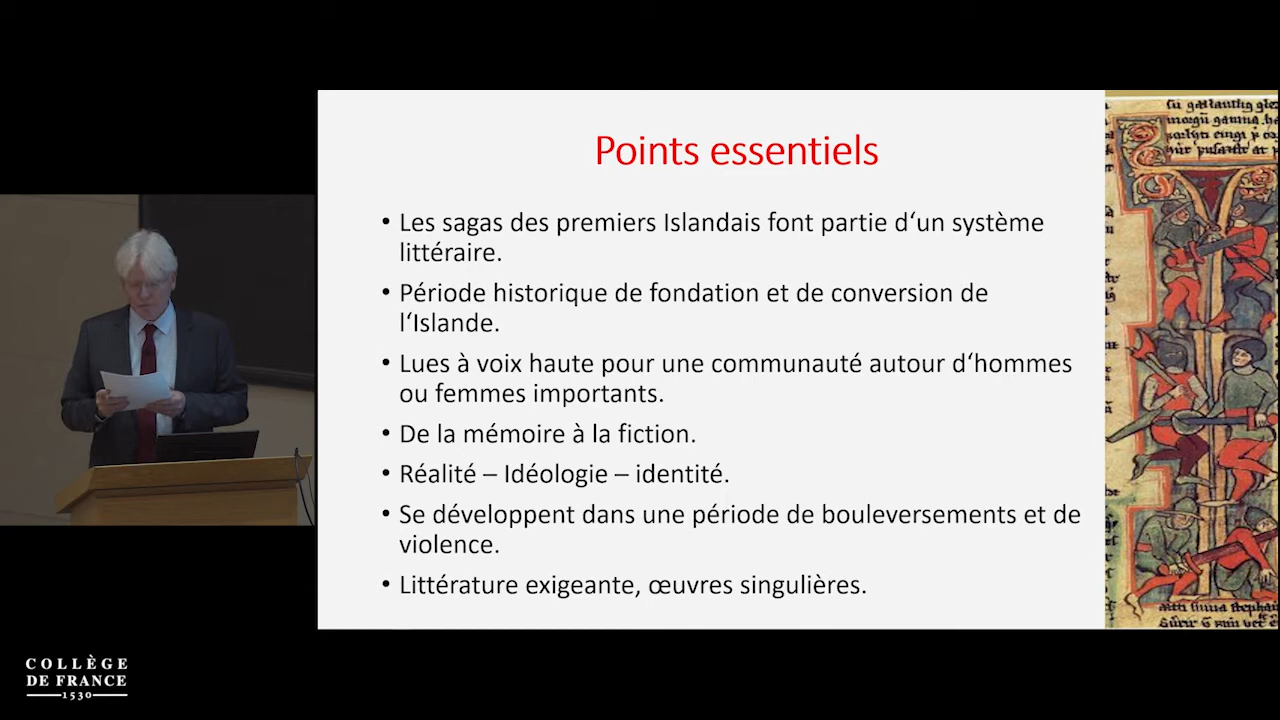 Points essentiels
• Les sagas des premiers Islandais font partie d‘un système
littéraire.
• Période historique de fondation et de conversion de
l‘Islande.
• Lues à voix haute pour une communauté autour d‘hommes
ou femmes importants.
• De la mémoire à la fiction.
• Réalité – Idéologie – identité.
• Se développent dans une période de bouleversements et de
violence.
• Littérature exigeante, œuvres singulières.
COLLÈGE
DE FRANCE
1530